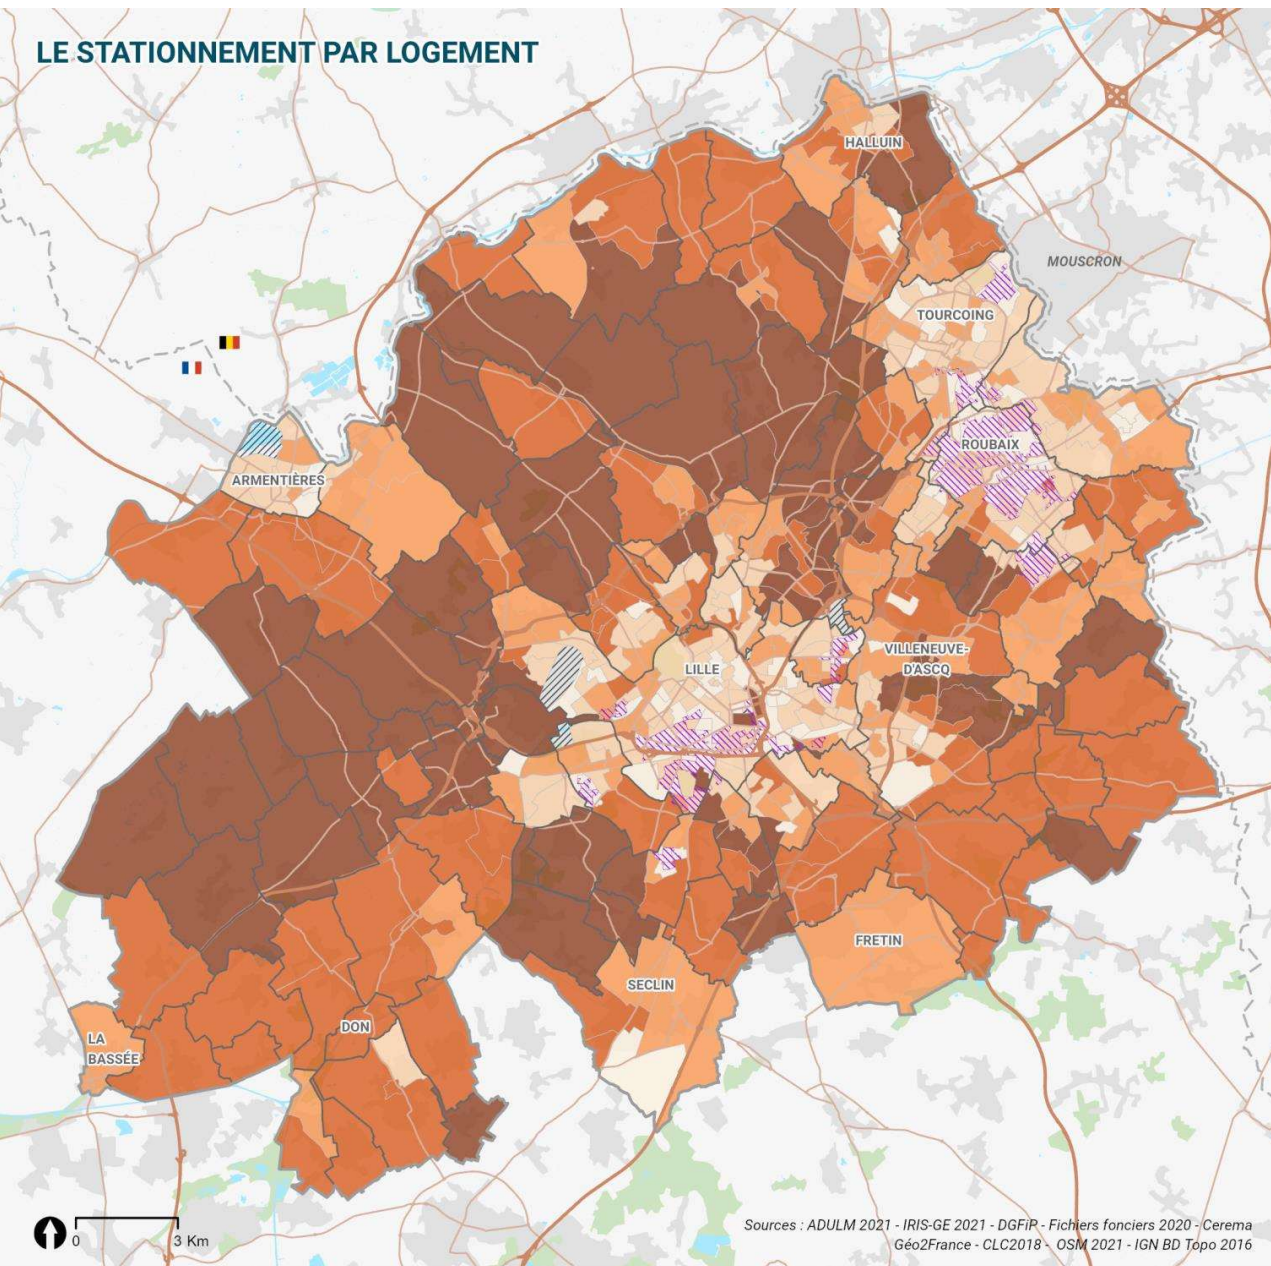 LE STATIONNEMENT PAR LOGEMENT
HALLUIN
MOUSCRON
TOURCOING
ROUBAIX
ARMENTIÈRES
VILLENEUVE-
D'ASCQ
LILLE
FRETIN
SECLIN
DON
LA
BASSÉE
0 3 Km
Sources : ADULM 2021 - IRIS-GE 2021 - DGFiP - Fichiers fonciers 2020 - Cerema
Géo2France - CLC2018 - OSM 2021 - IGN BD Topo 2016